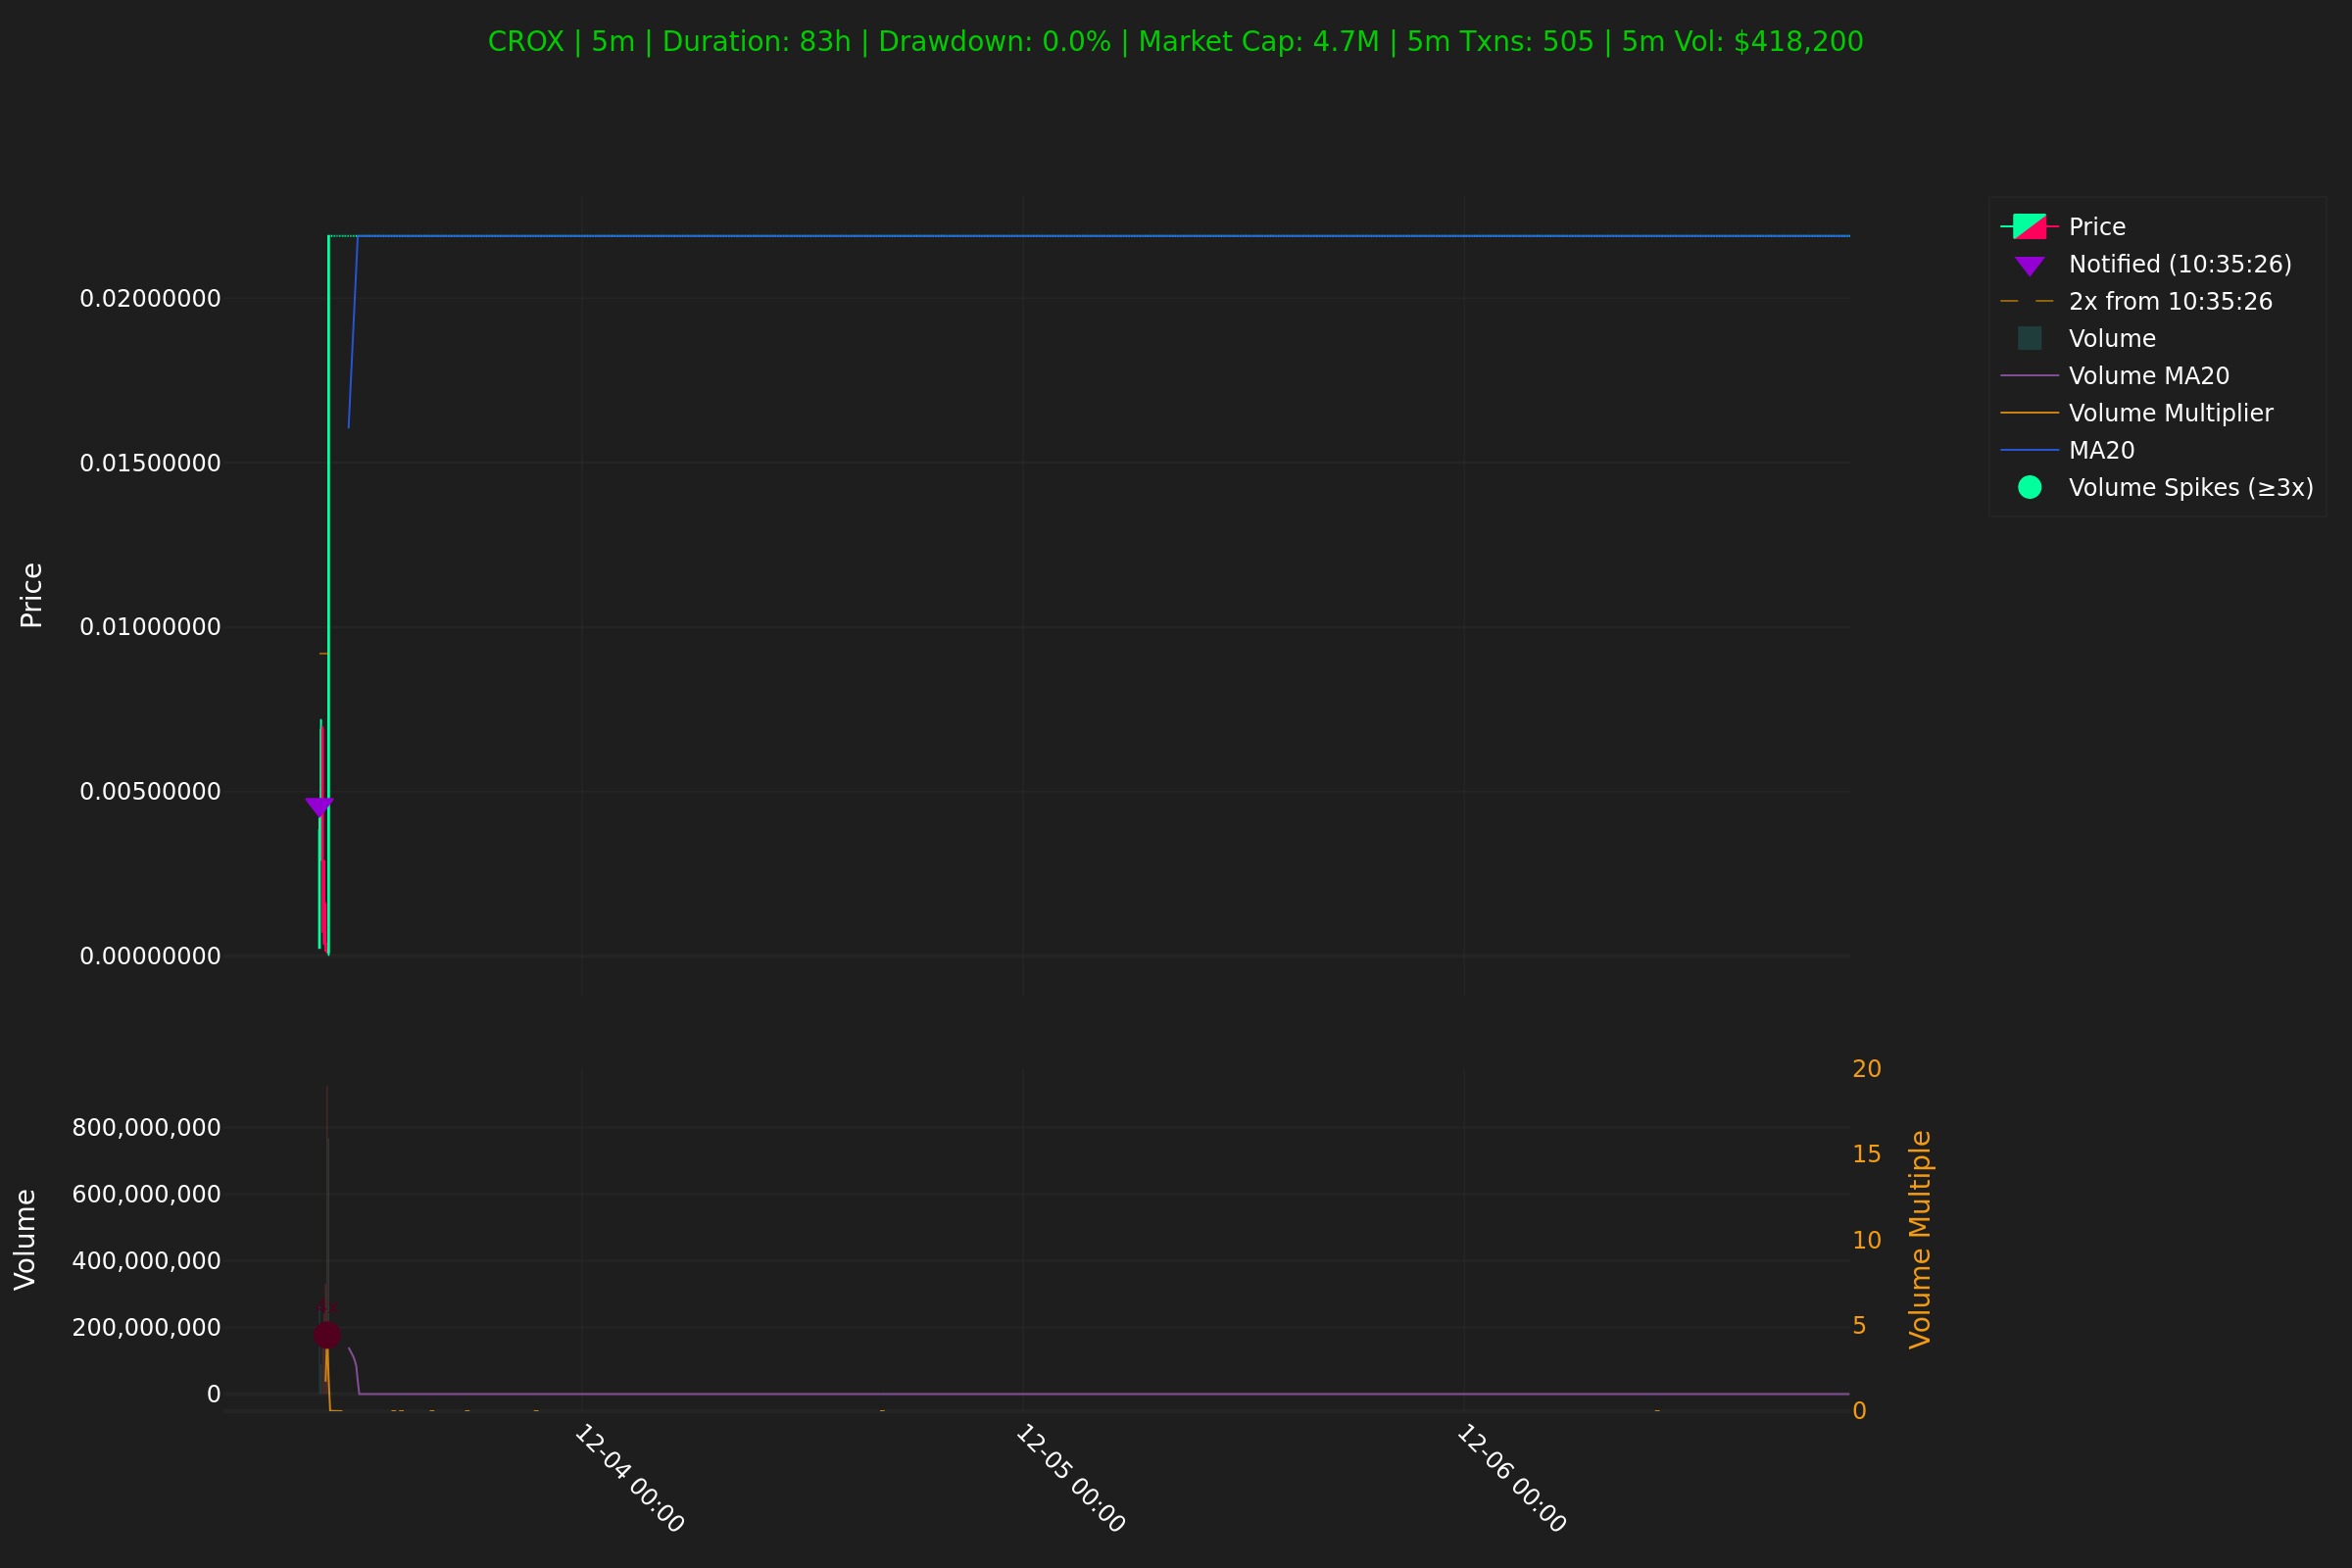 CROX | 5m | Duration: 83h | Drawdown: 0.0% | Market Cap: 4.7M | 5m Txns: 505 | 5m Vol: $418,200
Price
0.02000000
0.01500000
0.01000000
0.00500000
0.00000000
Price
Notified (10:35:26)
2x from 10:35:26
Volume
Volume MA20
Volume Multiplier
MA20
Volume Spikes (≥3x)
Volume
800,000,000
600,000,000
400,000,000
200,000,000
0
20
15
10
5
0
Volume Multiple
12-04 00:00
12-05 00:00
12-06 00:00